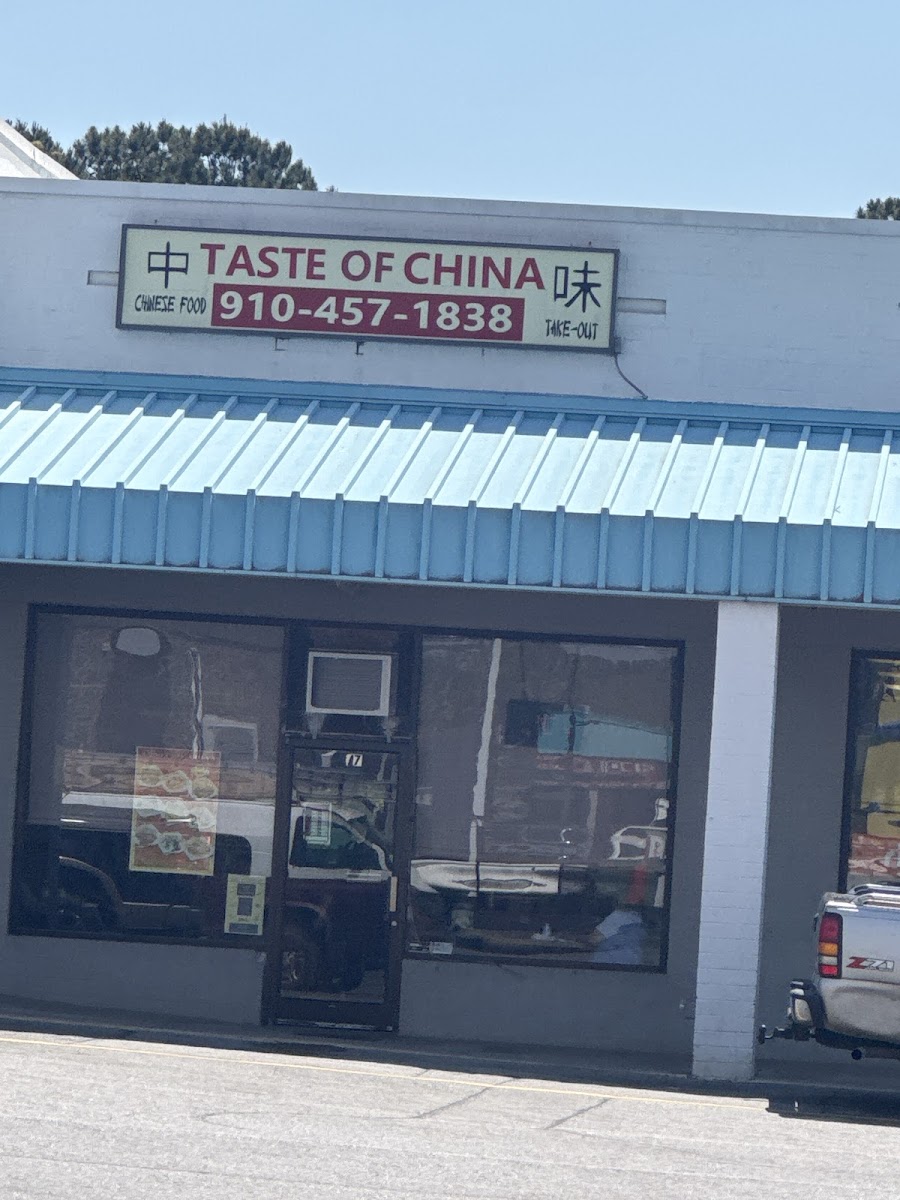 中 TASTE OF CHINA 味
CHINESE FOOD 910-457-1838 TAKE-OUT
17
Z71